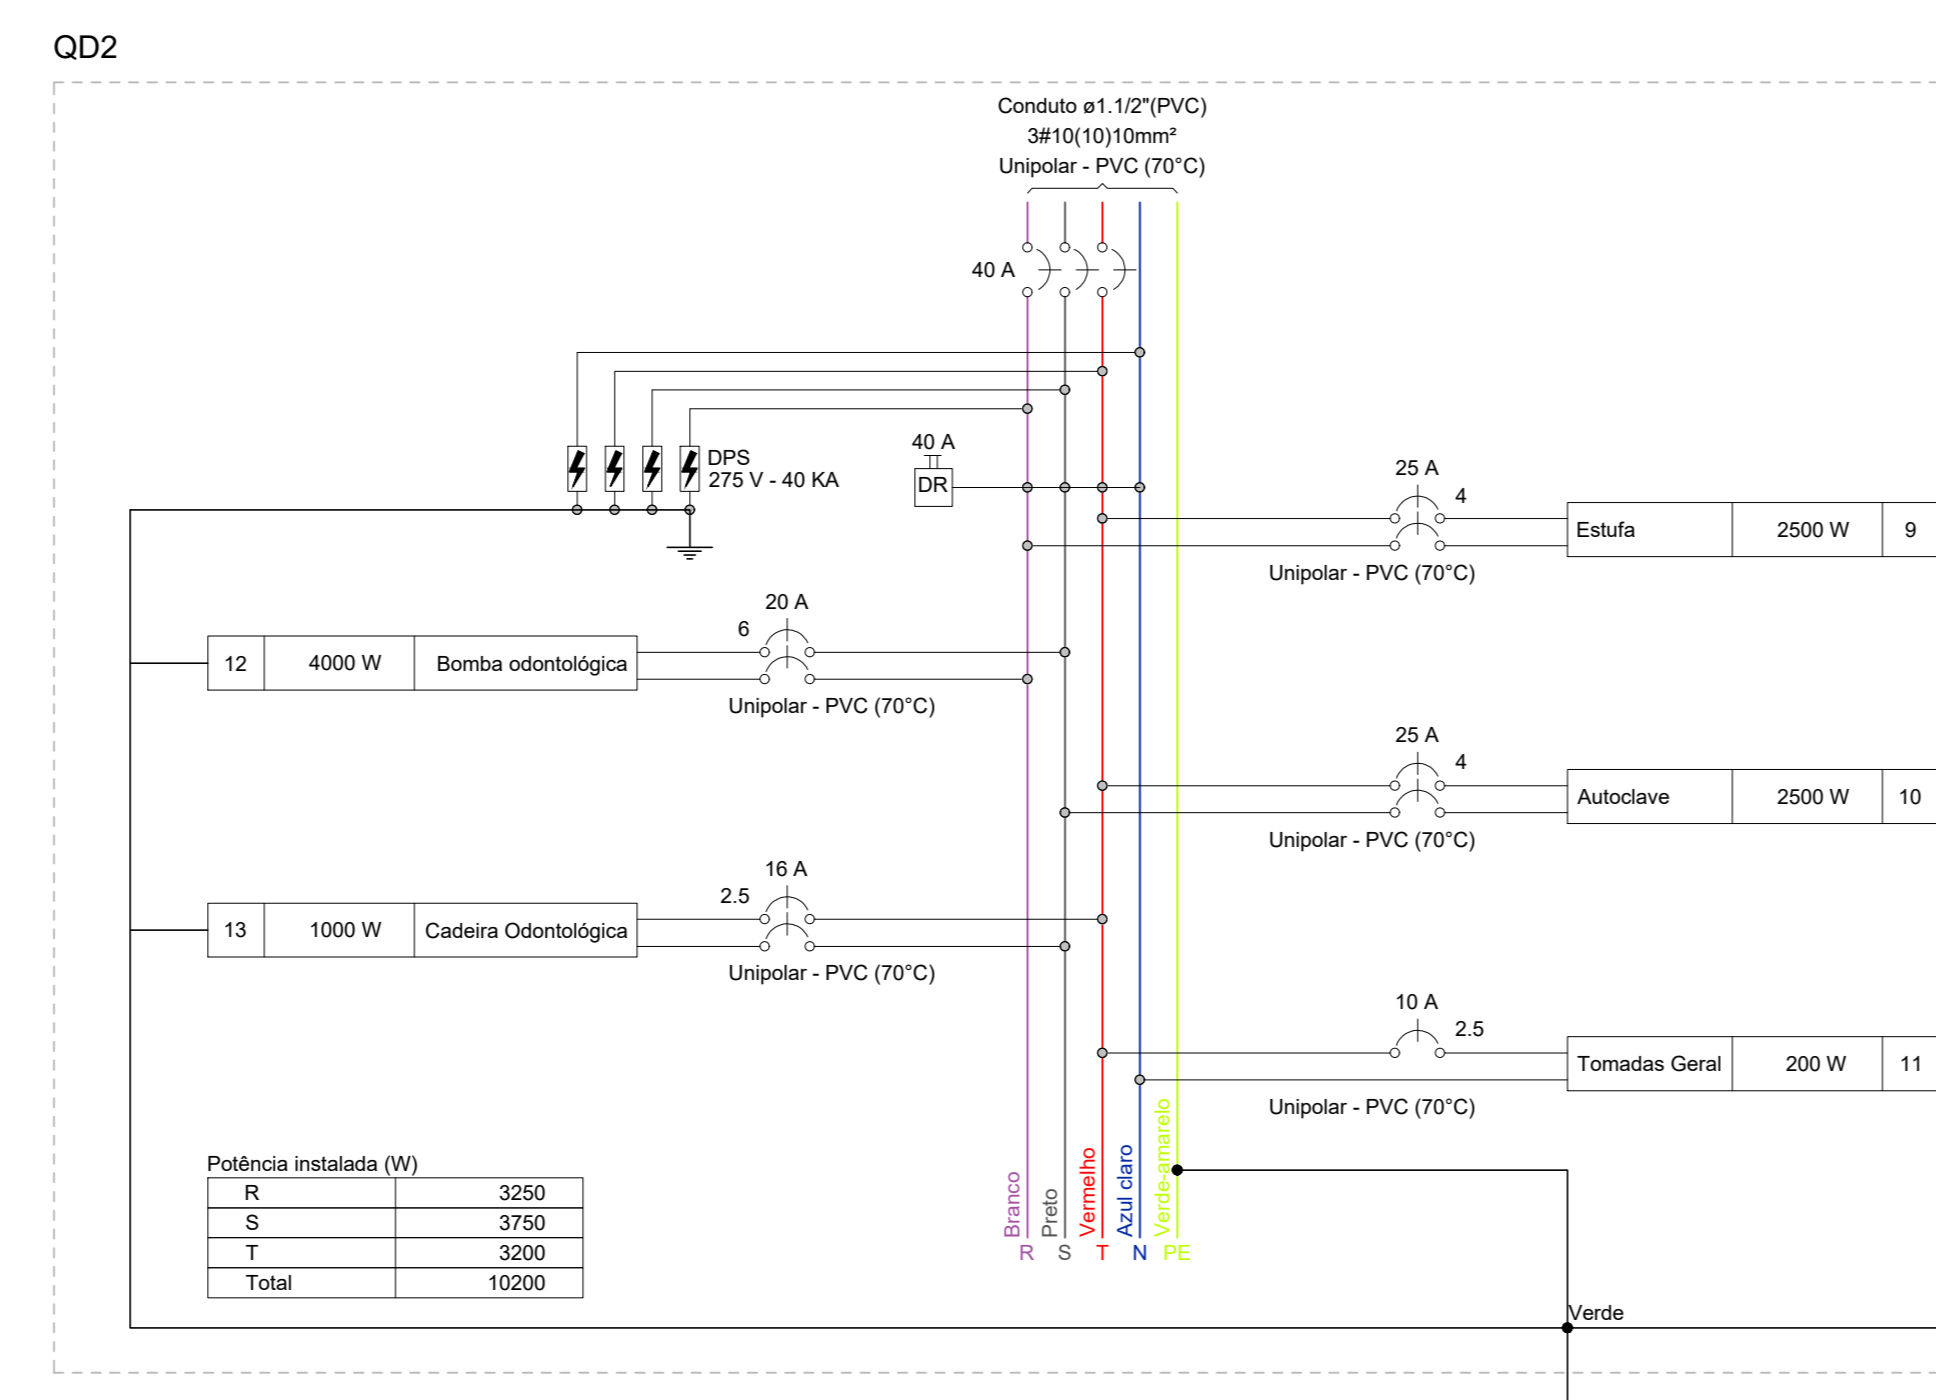 QD2
Conduto ø1.1/2"(PVC)
3#10(10)10mm²
Unipolar - PVC (70°C)
40 A
DPS
275 V - 40 KA
40 A
DR
25 A
4
Estufa 2500 W 9
Unipolar - PVC (70°C)
20 A
6
12 4000 W Bomba odontológica
Unipolar - PVC (70°C)
25 A
4
Autoclave 2500 W 10
Unipolar - PVC (70°C)
16 A
2.5
13 1000 W Cadeira Odontológica
Unipolar - PVC (70°C)
10 A
2.5
Tomadas Geral 200 W 11
Unipolar - PVC (70°C)
Potência instalada (W)
R 3250
S 3750
T 3200
Total 10200
Branco
Preto
Vermelho
Azul claro
Verde-amarelo
R S T N PE
Verde